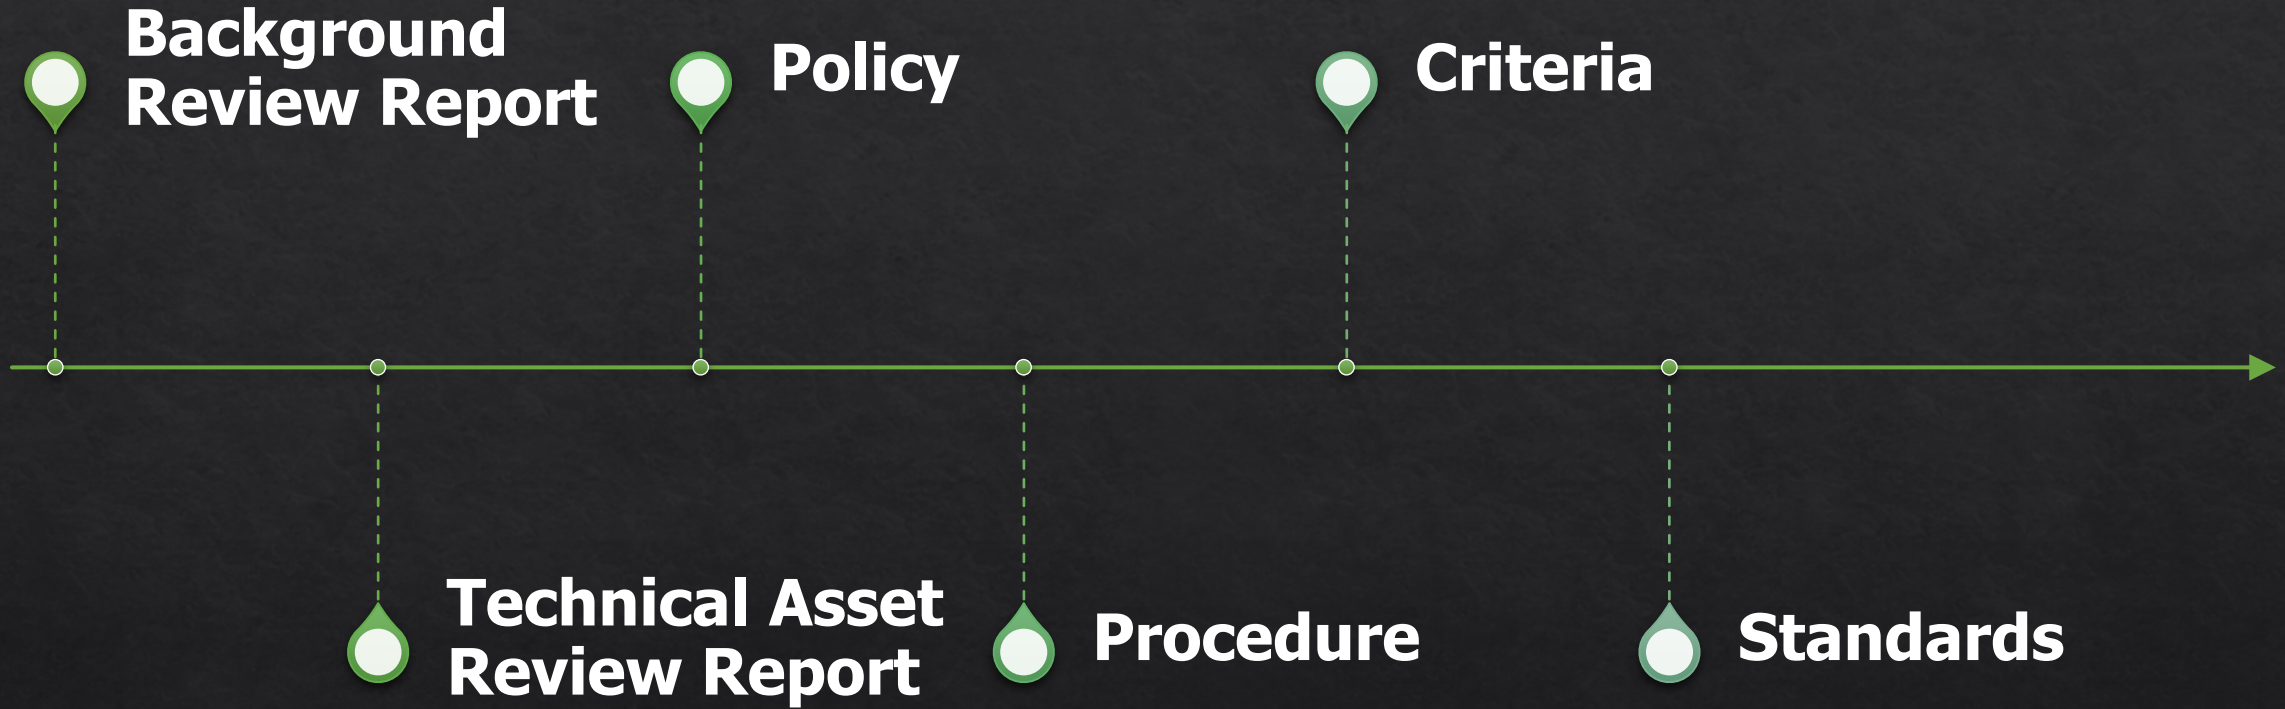 Background
Review Report
Policy
Criteria
Technical Asset
Review Report
Procedure
Standards